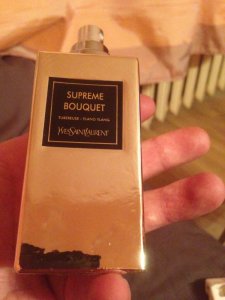 SUPREME
BOUQUET
TUBEREUSE - YLANG YLANG
YVESSAINTLAURENT